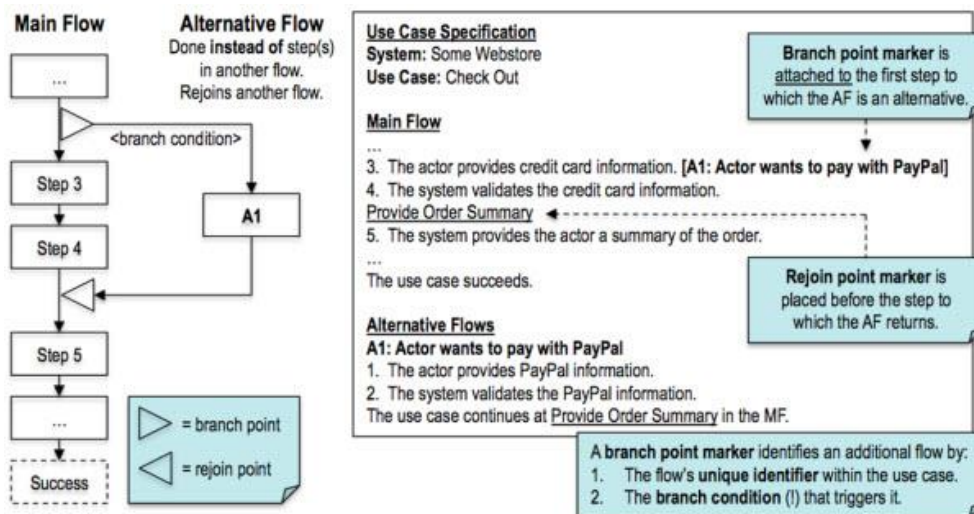 Main Flow
...
<branch condition>
Step 3
A1
Step 4
Step 5
...
Success
Alternative Flow
Done instead of step(s)
in another flow.
Rejoins another flow.
= branch point
= rejoin point
Use Case Specification
System: Some Webstore
Use Case: Check Out
Main Flow
...
3. The actor provides credit card information. [A1: Actor wants to pay with PayPal]
4. The system validates the credit card information.
Provide Order Summary
5. The system provides the actor a summary of the order.
...
The use case succeeds.
Alternative Flows
A1: Actor wants to pay with PayPal
1. The actor provides PayPal information.
2. The system validates the PayPal information.
The use case continues at Provide Order Summary in the MF.
Branch point marker is
attached to the first step to
which the AF is an alternative.
Rejoin point marker is
placed before the step to
which the AF returns.
A branch point marker identifies an additional flow by:
1. The flow's unique identifier within the use case.
2. The branch condition (!) that triggers it.